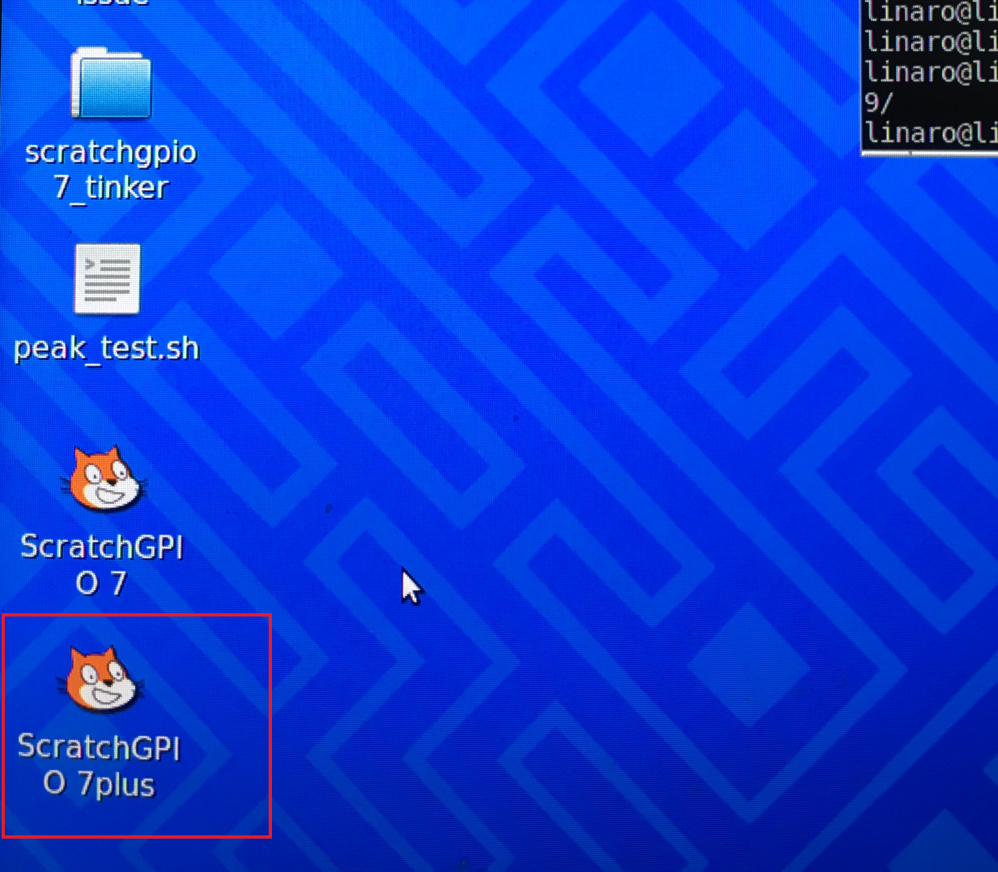 issue
scratchgpio
7_tinker
peak_test.sh
ScratchGPI
O 7
ScratchGPI
O 7plus
linaro@li
linaro@li
linaro@li
9/
linaro@li